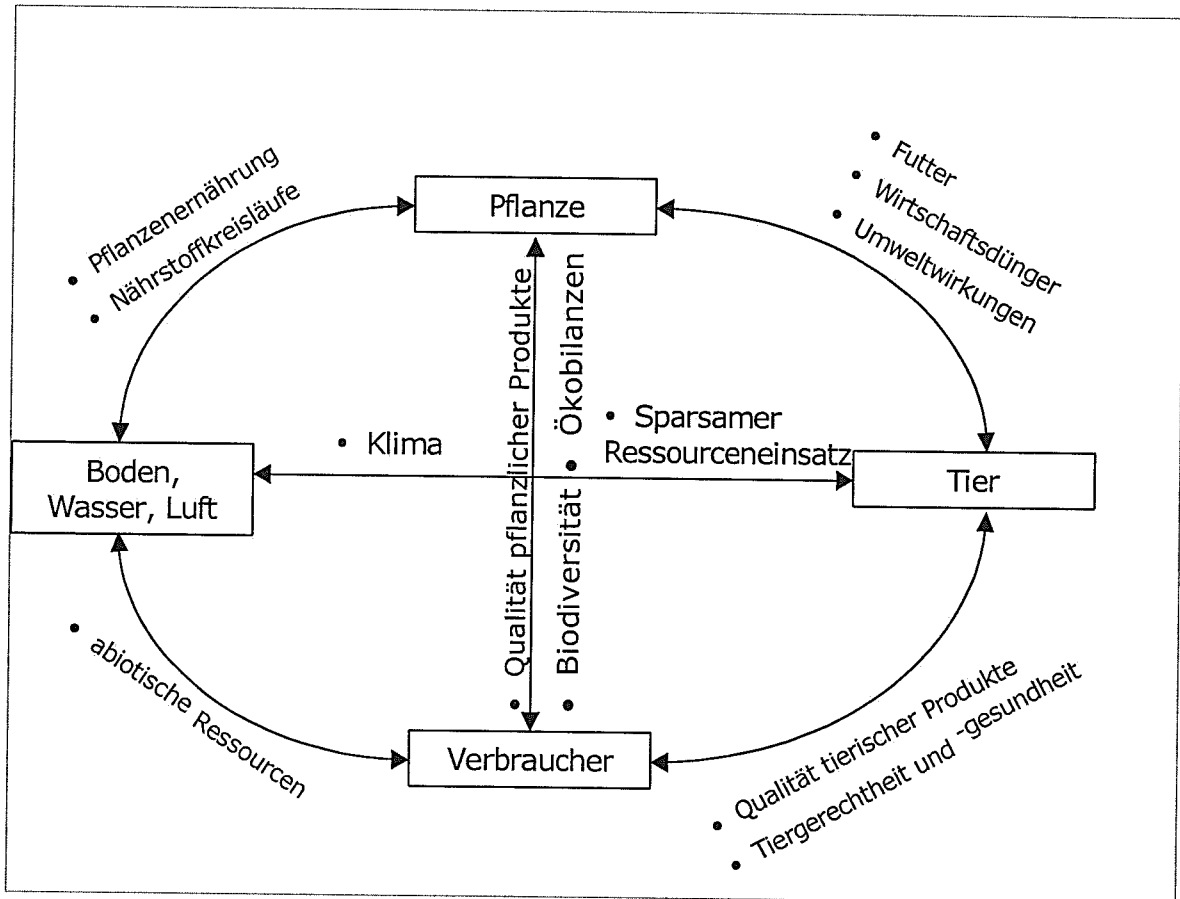 • Pflanzenernährung
• Nährstoffkreisläufe
Pflanze
• Futter
• Wirtschaftsdünger
• Umweltwirkungen
• Klima
• Qualität pflanzlicher Produkte
• Biodiversität • Ökobilanzen
• Sparsamer
Ressourceneinsatz
Boden,
Wasser, Luft
Tier
• abiotische Ressourcen
Verbraucher
• Qualität tierischer Produkte
• Tiergerechtheit und -gesundheit